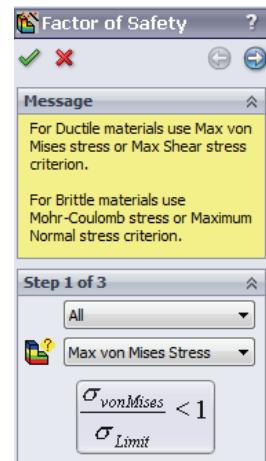 Factor of Safety ?
Message
For Ductile materials use Max von
Mises stress or Max Shear stress
criterion.
For Brittle materials use
Mohr-Coulomb stress or Maximum
Normal stress criterion.
Step 1 of 3
All
Max von Mises Stress
σ_vonMises / σ_Limit < 1